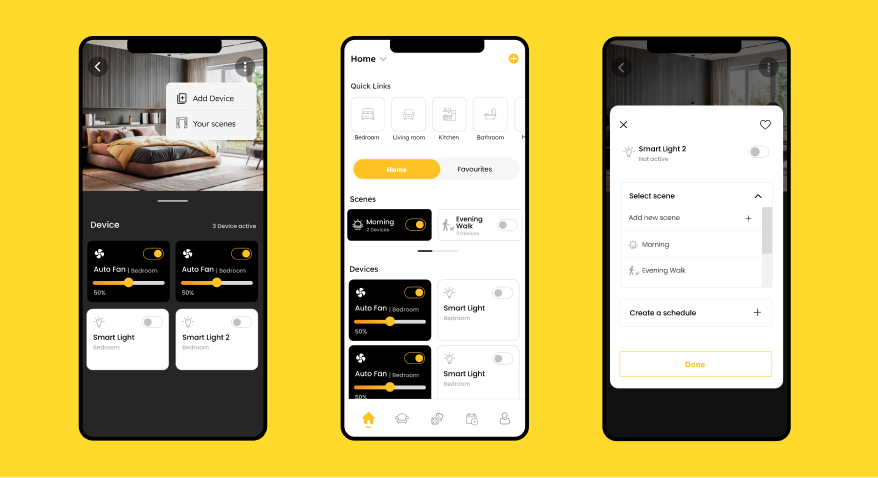 Add Device
Your scenes
Device
3 Device active
Auto Fan | Bedroom
50%
Auto Fan | Bedroom
50%
Smart Light
Bedroom
Smart Light 2
Bedroom
Home
Quick Links
Bedroom
Living room
Kitchen
Bathroom
H
Home
Favourites
Scenes
Morning
2 Devices
Evening
Walk
3 Devices
Devices
Auto Fan | Bedroom
50%
Smart Light
Bedroom
Auto Fan | Bedroom
50%
Smart Light
Bedroom
Smart Light 2
Not active
Select scene
Add new scene
Morning
Evening Walk
Create a schedule
Done